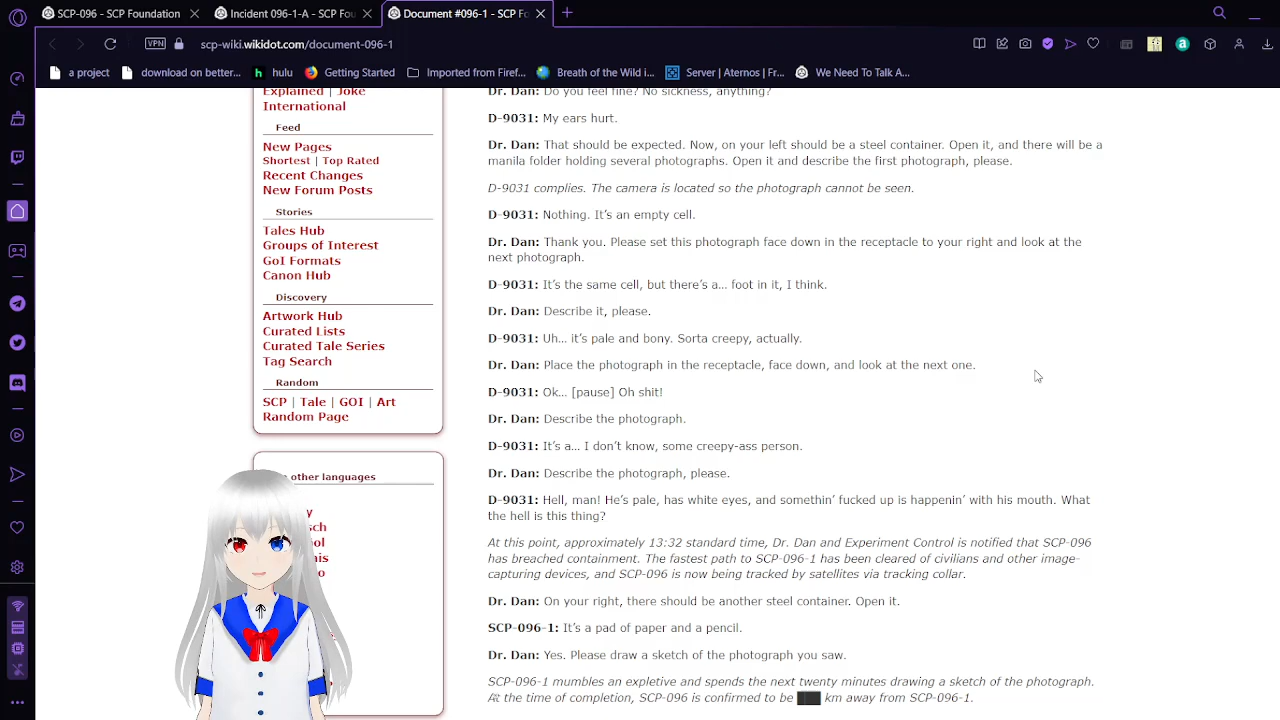 SCP-096 - SCP Foundation
Incident 096-1-A - SCP Fou
Document #096-1 - SCP Fo
VPN
scp-wiki.wikidot.com/document-096-1
a project
download on better...
hulu
Getting Started
Imported from Firef...
Breath of the Wild i...
Server | Aternos | Fr...
We Need To Talk A...
Explained | Joke
International
Feed
New Pages
Shortest | Top Rated
Recent Changes
New Forum Posts
Stories
Tales Hub
Groups of Interest
GoI Formats
Canon Hub
Discovery
Artwork Hub
Curated Lists
Curated Tale Series
Tag Search
Random
SCP | Tale | GOI | Art
Random Page
other languages
Dr. Dan: Do you feel fine? No sickness, anything?
D-9031: My ears hurt.
Dr. Dan: That should be expected. Now, on your left should be a steel container. Open it, and there will be a
manila folder holding several photographs. Open it and describe the first photograph, please.
D-9031 complies. The camera is located so the photograph cannot be seen.
D-9031: Nothing. It's an empty cell.
Dr. Dan: Thank you. Please set this photograph face down in the receptacle to your right and look at the
next photograph.
D-9031: It's the same cell, but there's a… foot in it, I think.
Dr. Dan: Describe it, please.
D-9031: Uh… it's pale and bony. Sorta creepy, actually.
Dr. Dan: Place the photograph in the receptacle, face down, and look at the next one.
D-9031: Ok… [pause] Oh shit!
Dr. Dan: Describe the photograph.
D-9031: It's a… I don't know, some creepy-ass person.
Dr. Dan: Describe the photograph, please.
D-9031: Hell, man! He's pale, has white eyes, and somethin' fucked up is happenin' with his mouth. What
the hell is this thing?
At this point, approximately 13:32 standard time, Dr. Dan and Experiment Control is notified that SCP-096
has breached containment. The fastest path to SCP-096-1 has been cleared of civilians and other image-
capturing devices, and SCP-096 is now being tracked by satellites via tracking collar.
Dr. Dan: On your right, there should be another steel container. Open it.
SCP-096-1: It's a pad of paper and a pencil.
Dr. Dan: Yes. Please draw a sketch of the photograph you saw.
SCP-096-1 mumbles an expletive and spends the next twenty minutes drawing a sketch of the photograph.
At the time of completion, SCP-096 is confirmed to be ██ km away from SCP-096-1.